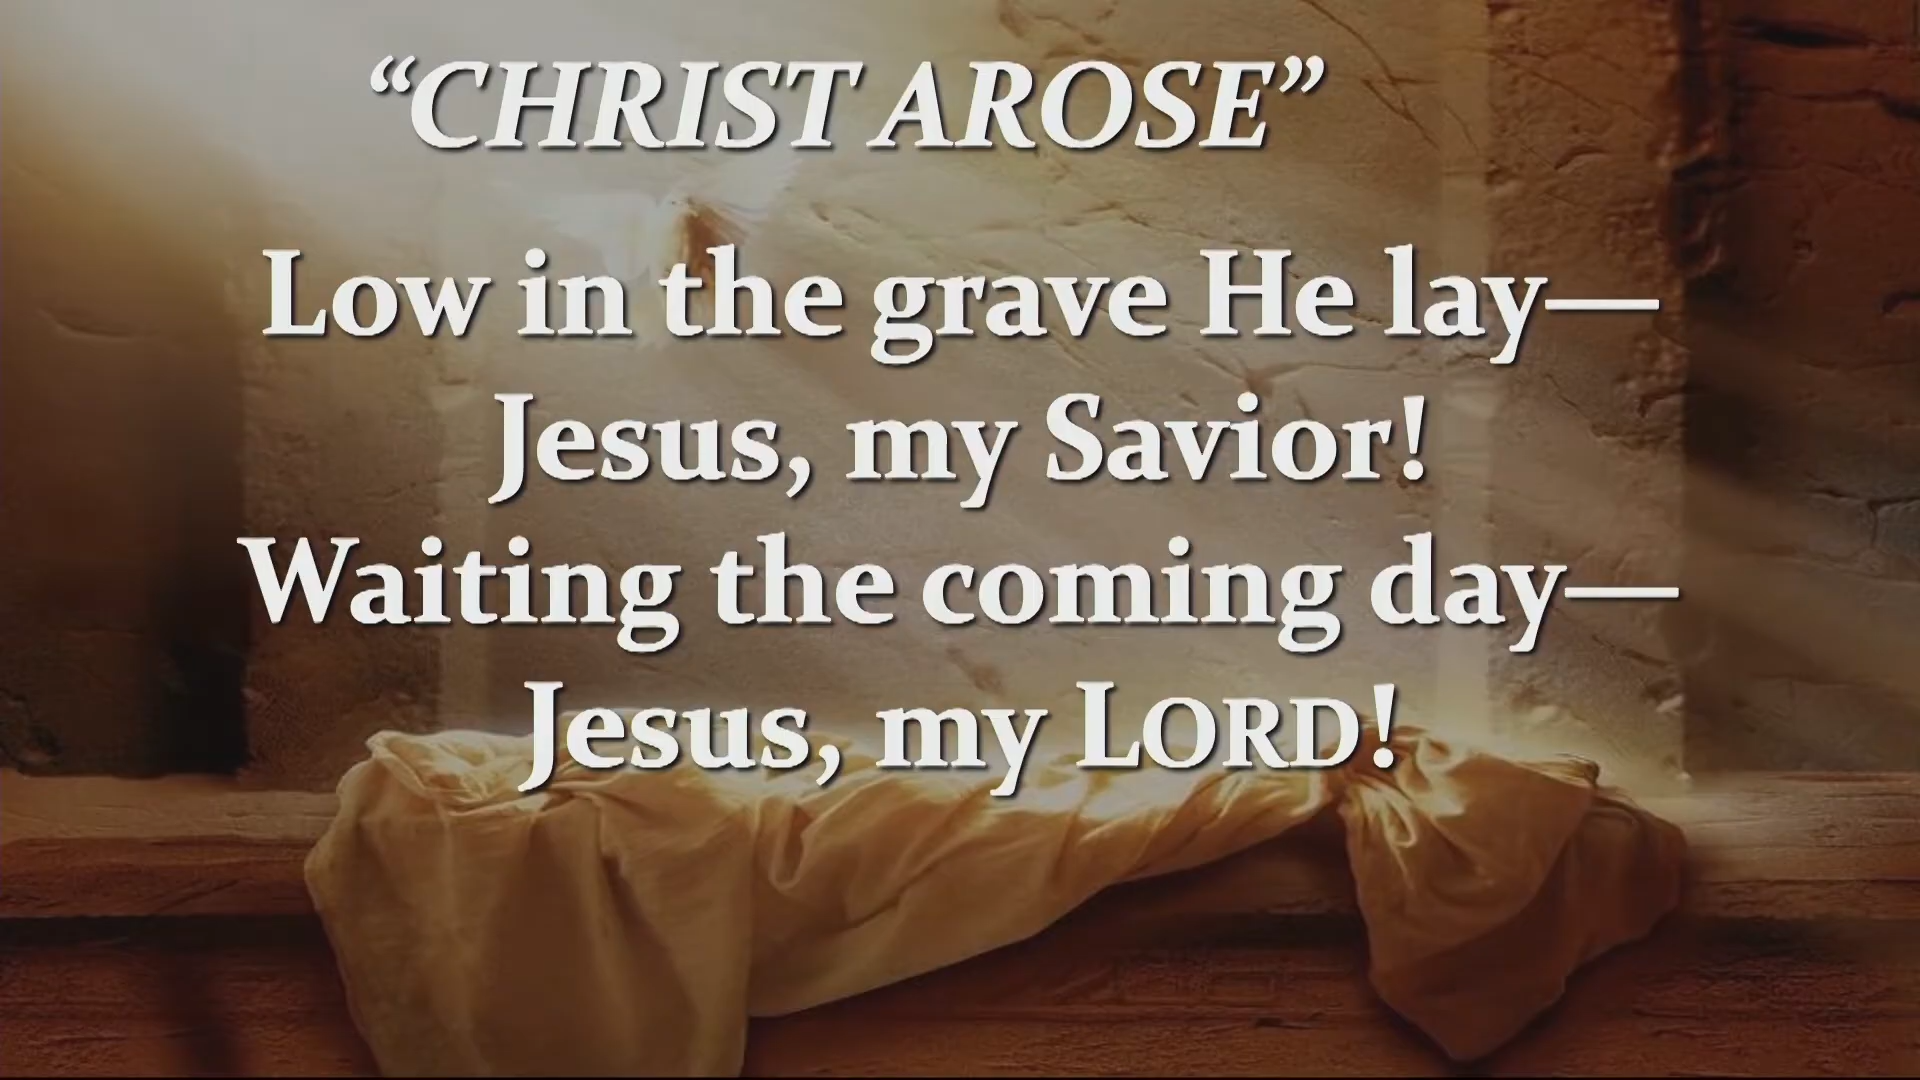 “CHRIST AROSE”
Low in the grave He lay—
Jesus, my Savior!
Waiting the coming day—
Jesus, my LORD!